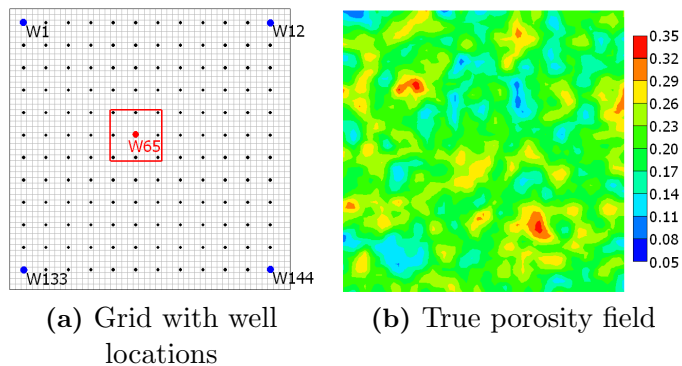 W1
W12
W65
W133
W144
0.35
0.32
0.29
0.26
0.23
0.20
0.17
0.14
0.11
0.08
0.05
(a) Grid with well
locations
(b) True porosity field